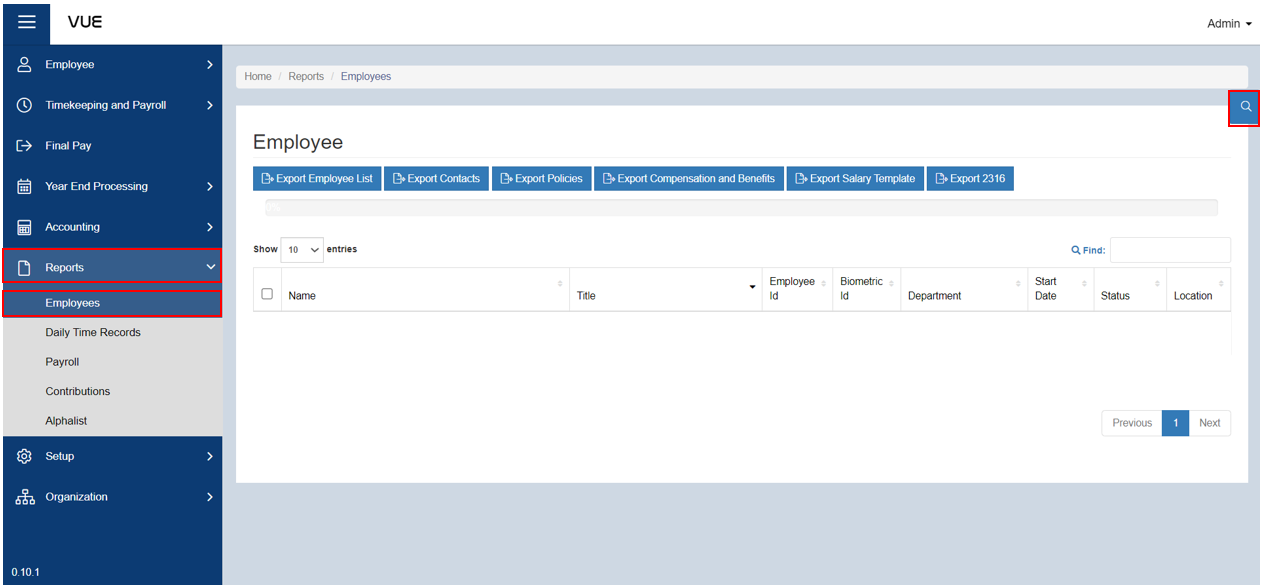 VUE
Admin
Employee
Timekeeping and Payroll
Final Pay
Year End Processing
Accounting
Reports
Employees
Daily Time Records
Payroll
Contributions
Alphalist
Setup
Organization
0.10.1
Home / Reports / Employees
Employee
Export Employee List Export Contacts Export Policies Export Compensation and Benefits Export Salary Template Export 2316
Show 10 entries Find:
Name Title Employee Id Biometric Id Department Start Date Status Location
Previous 1 Next